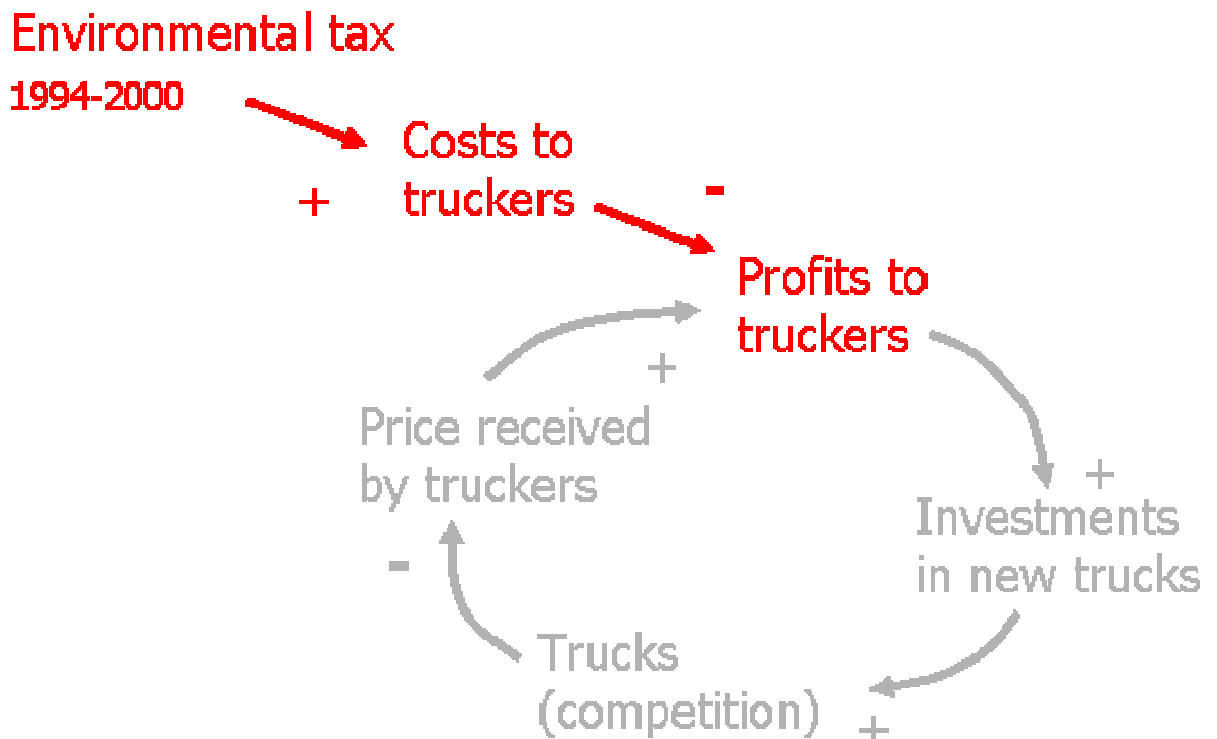 Environmental tax
1994-2000
Costs to
truckers
+
-
Profits to
truckers
+
Price received
by truckers
+
Investments
in new trucks
-
Trucks
(competition)
+